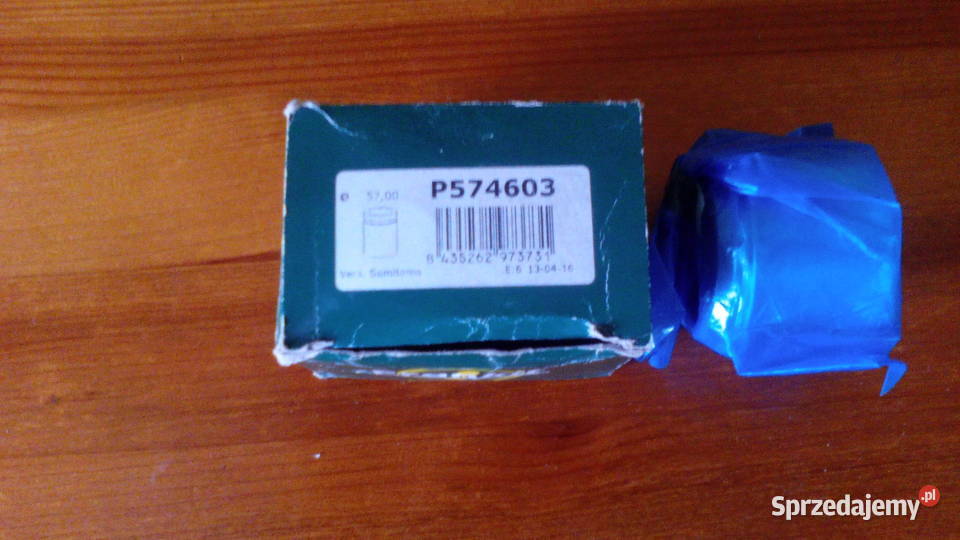 P574603
ø 57,00
8 435262 973731
Vers. Sumitomo
E:6 13-04-16
Sprzedajemy.pl